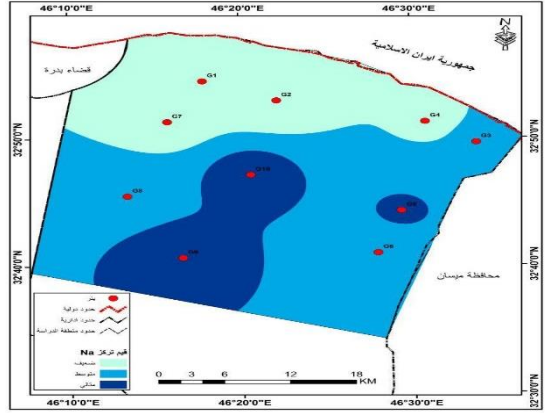 46°10'0"E
46°20'0"E
46°30'0"E
N
جمهورية ايران الاسلامية
قضاء بدرة
G1
G2
G7
G4
G3
32°50'0"N
32°50'0"N
G10
G5
G6
G8
32°40'0"N
32°40'0"N
محافظة ميسان
بئر
حدود دولية
حدود ادارية
حدود منطقة الدراسة
قيم تركز Na
ضعيف
متوسط
عالي
0 3 6 12 18
KM
32°30'0"N
46°10'0"E
46°20'0"E
46°30'0"E